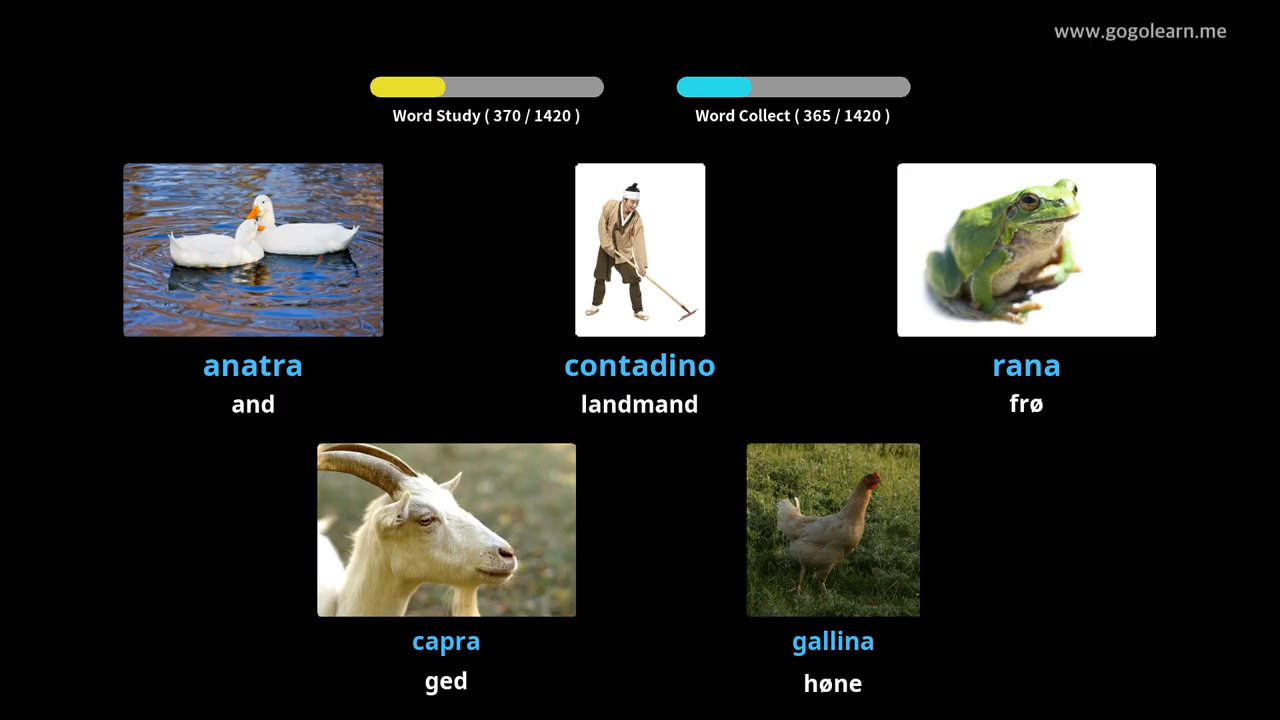 www.gogolearn.me
Word Study ( 370 / 1420 )
Word Collect ( 365 / 1420 )
anatra
and
contadino
landmand
rana
frø
capra
ged
gallina
høne